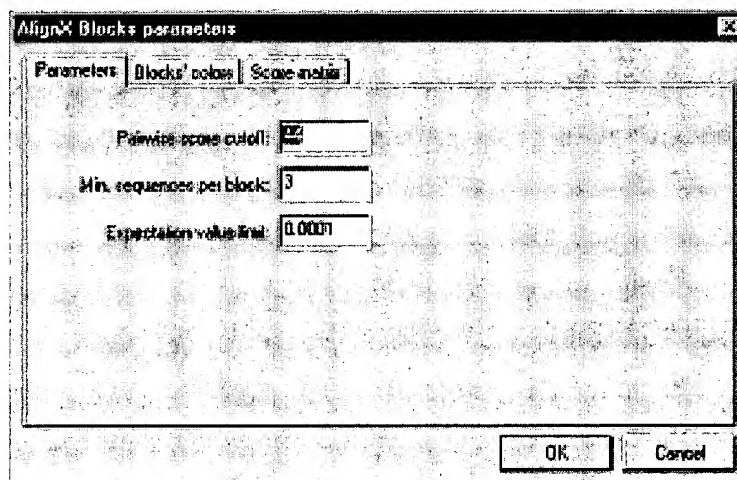 AlignX Blocks parameters
Parameters Blocks' colors Score matrix
Pairwise score cutoff:
Min. sequences per block: 3
Expectation value limit: 0.0001
OK Cancel